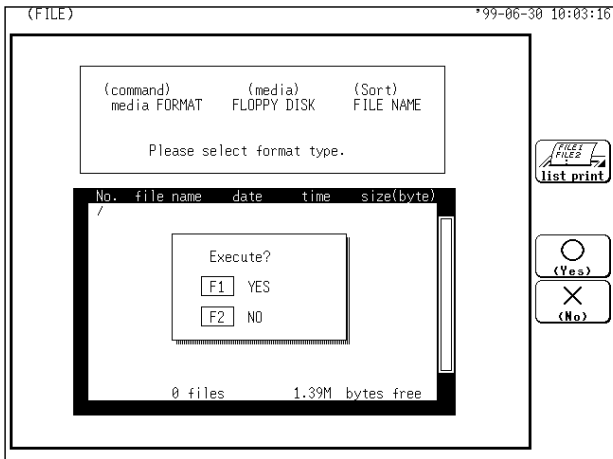 (FILE) '99-06-30 10:03:16
(command) (media) (Sort)
media FORMAT FLOPPY DISK FILE NAME
Please select format type.
FILE1
FILE2
list print
No. file name date time size(byte)
/
Execute?
F1 YES
F2 NO
(Yes)
(No)
0 files 1.39M bytes free